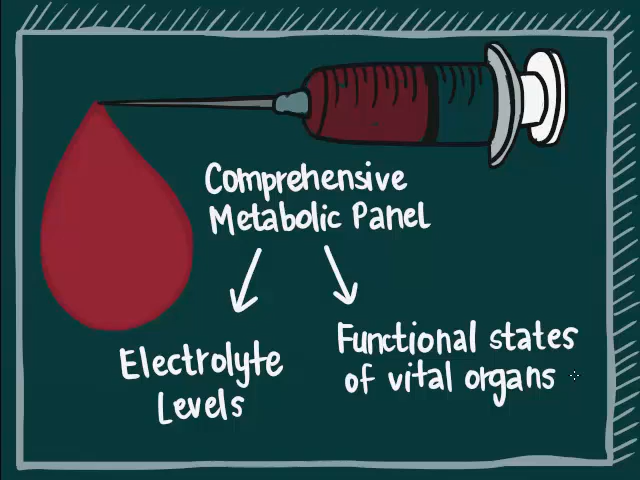 Comprehensive
Metabolic Panel
Electrolyte
Levels
Functional states
of vital organs